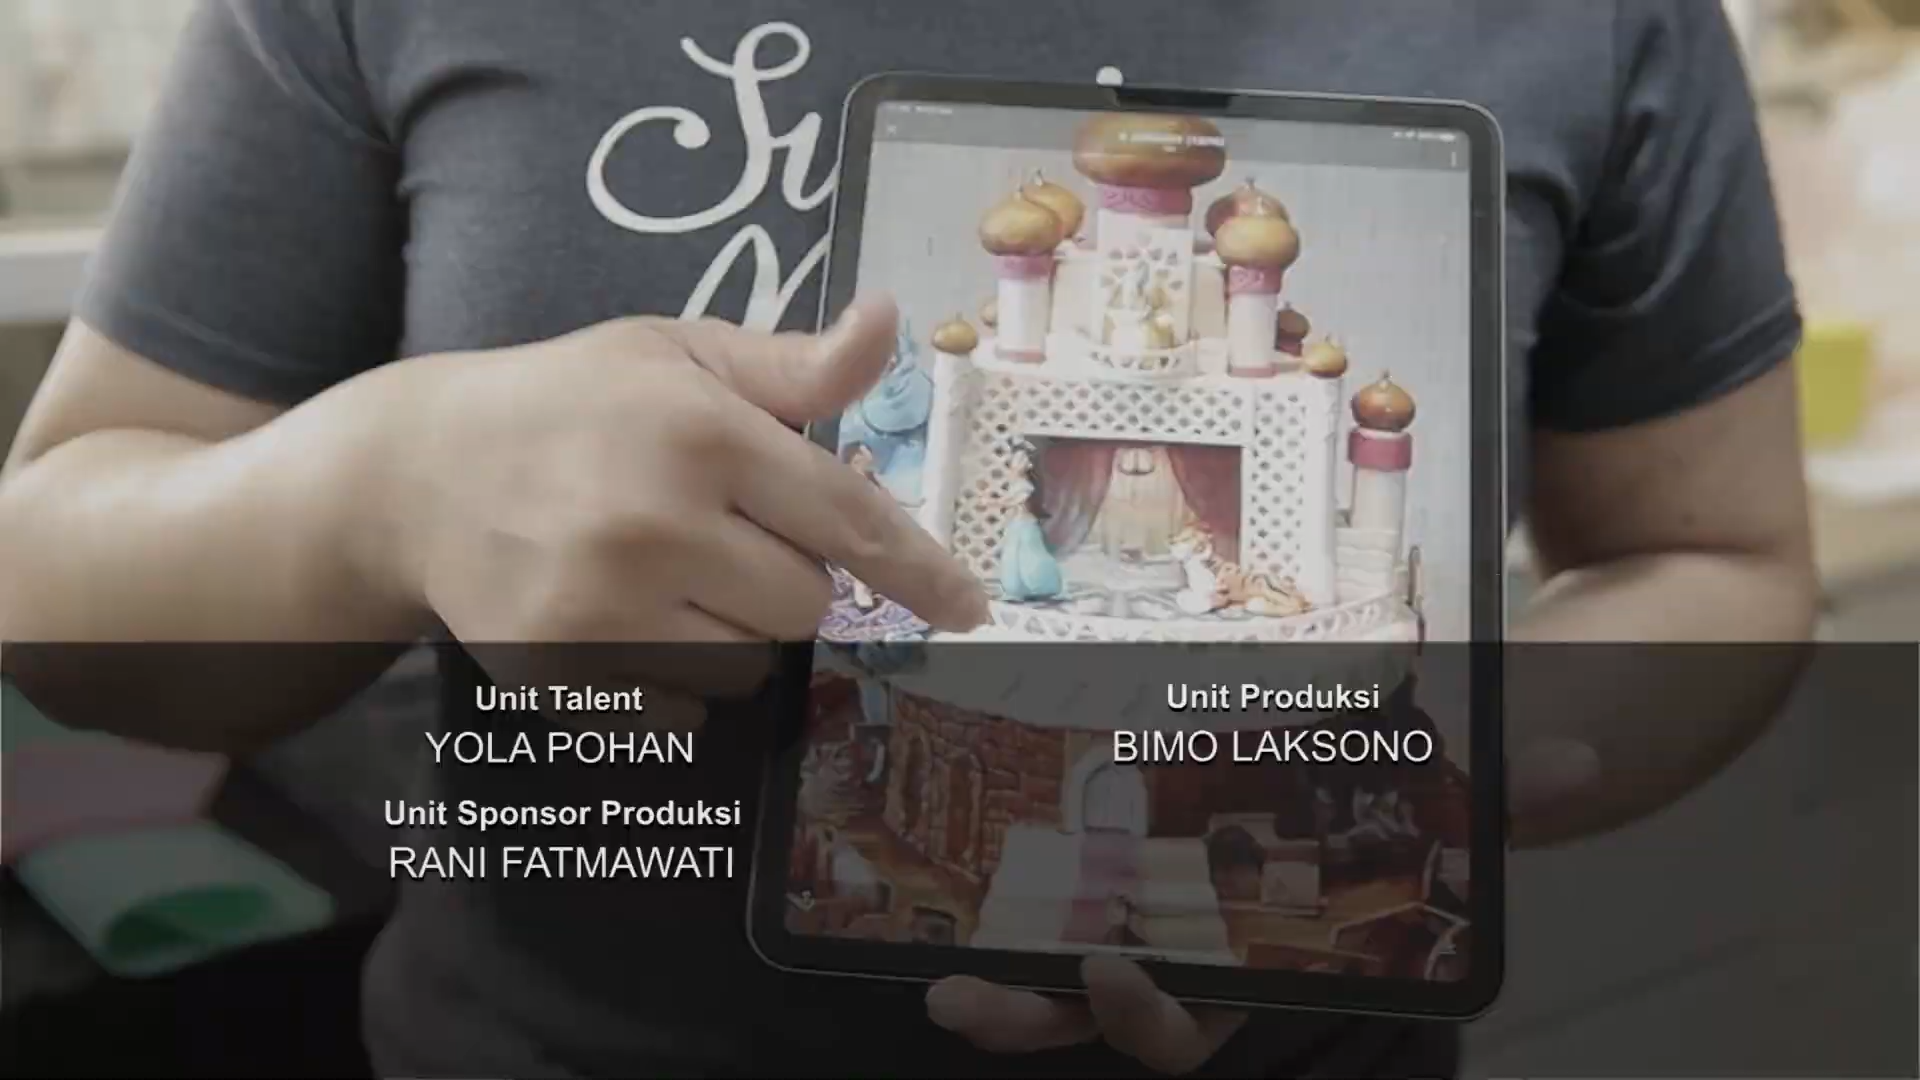 Unit Talent
YOLA POHAN
Unit Sponsor Produksi
RANI FATMAWATI
Unit Produksi
BIMO LAKSONO